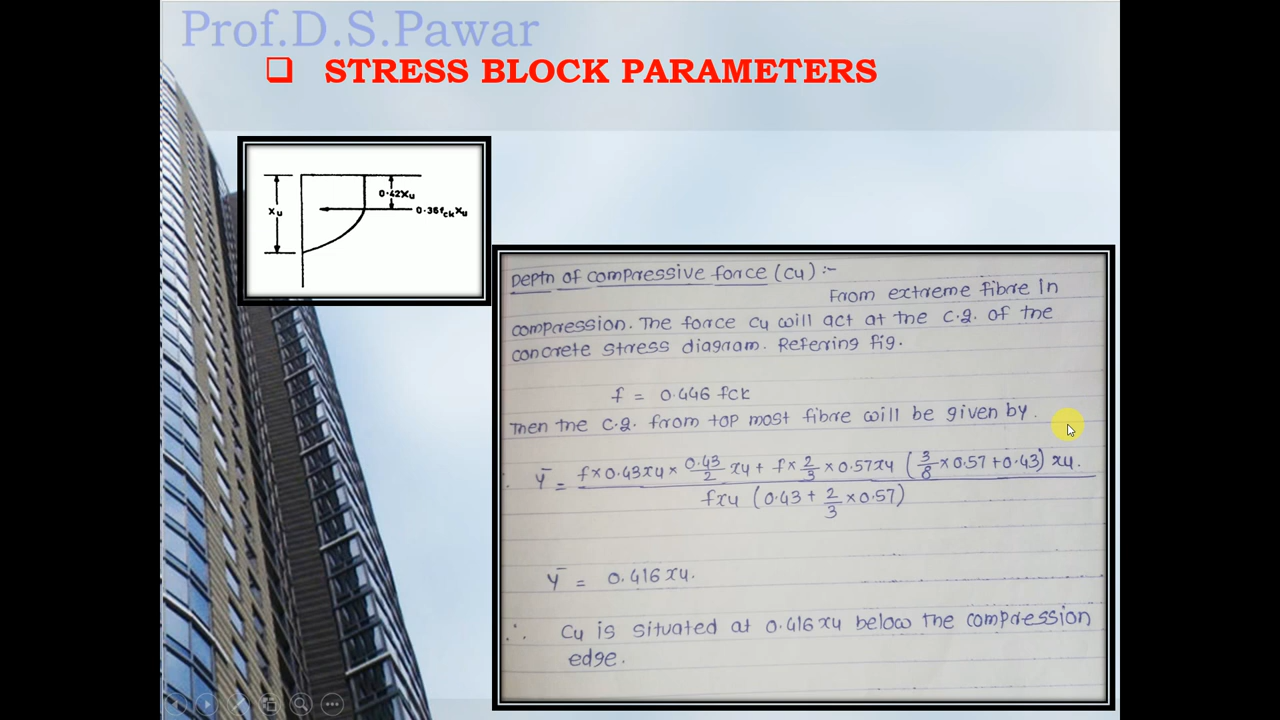 Prof.D.S.Pawar
❑ STRESS BLOCK PARAMETERS
0.42Xu
Xu
0.36fckXu
Depth of compressive force (Cu) :-
From extreme fibre in
compression. The force Cu will act at the C.g. of the
concrete stress diagram. Refering fig.
f = 0.446 fck
Then the C.g. from top most fibre will be given by.
∴ Ȳ = f×0.43xu × 0.43/2 xu + f× 2/3 × 0.57xu (3/8 × 0.57 + 0.43) xu.
fxu (0.43 + 2/3 × 0.57)
Ȳ = 0.416 xu.
∴ Cu is situated at 0.416 xu below the compression
edge.